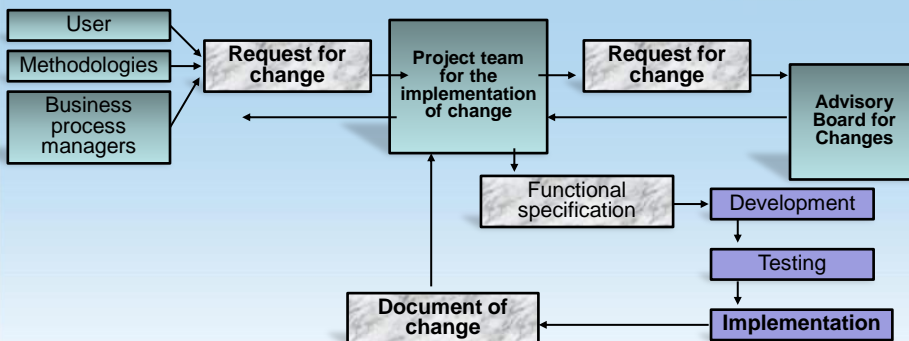 User
Methodologies
Business
process
managers
Request for
change
Project team
for the
implementation
of change
Request for
change
Advisory
Board for
Changes
Functional
specification
Development
Testing
Implementation
Document of
change